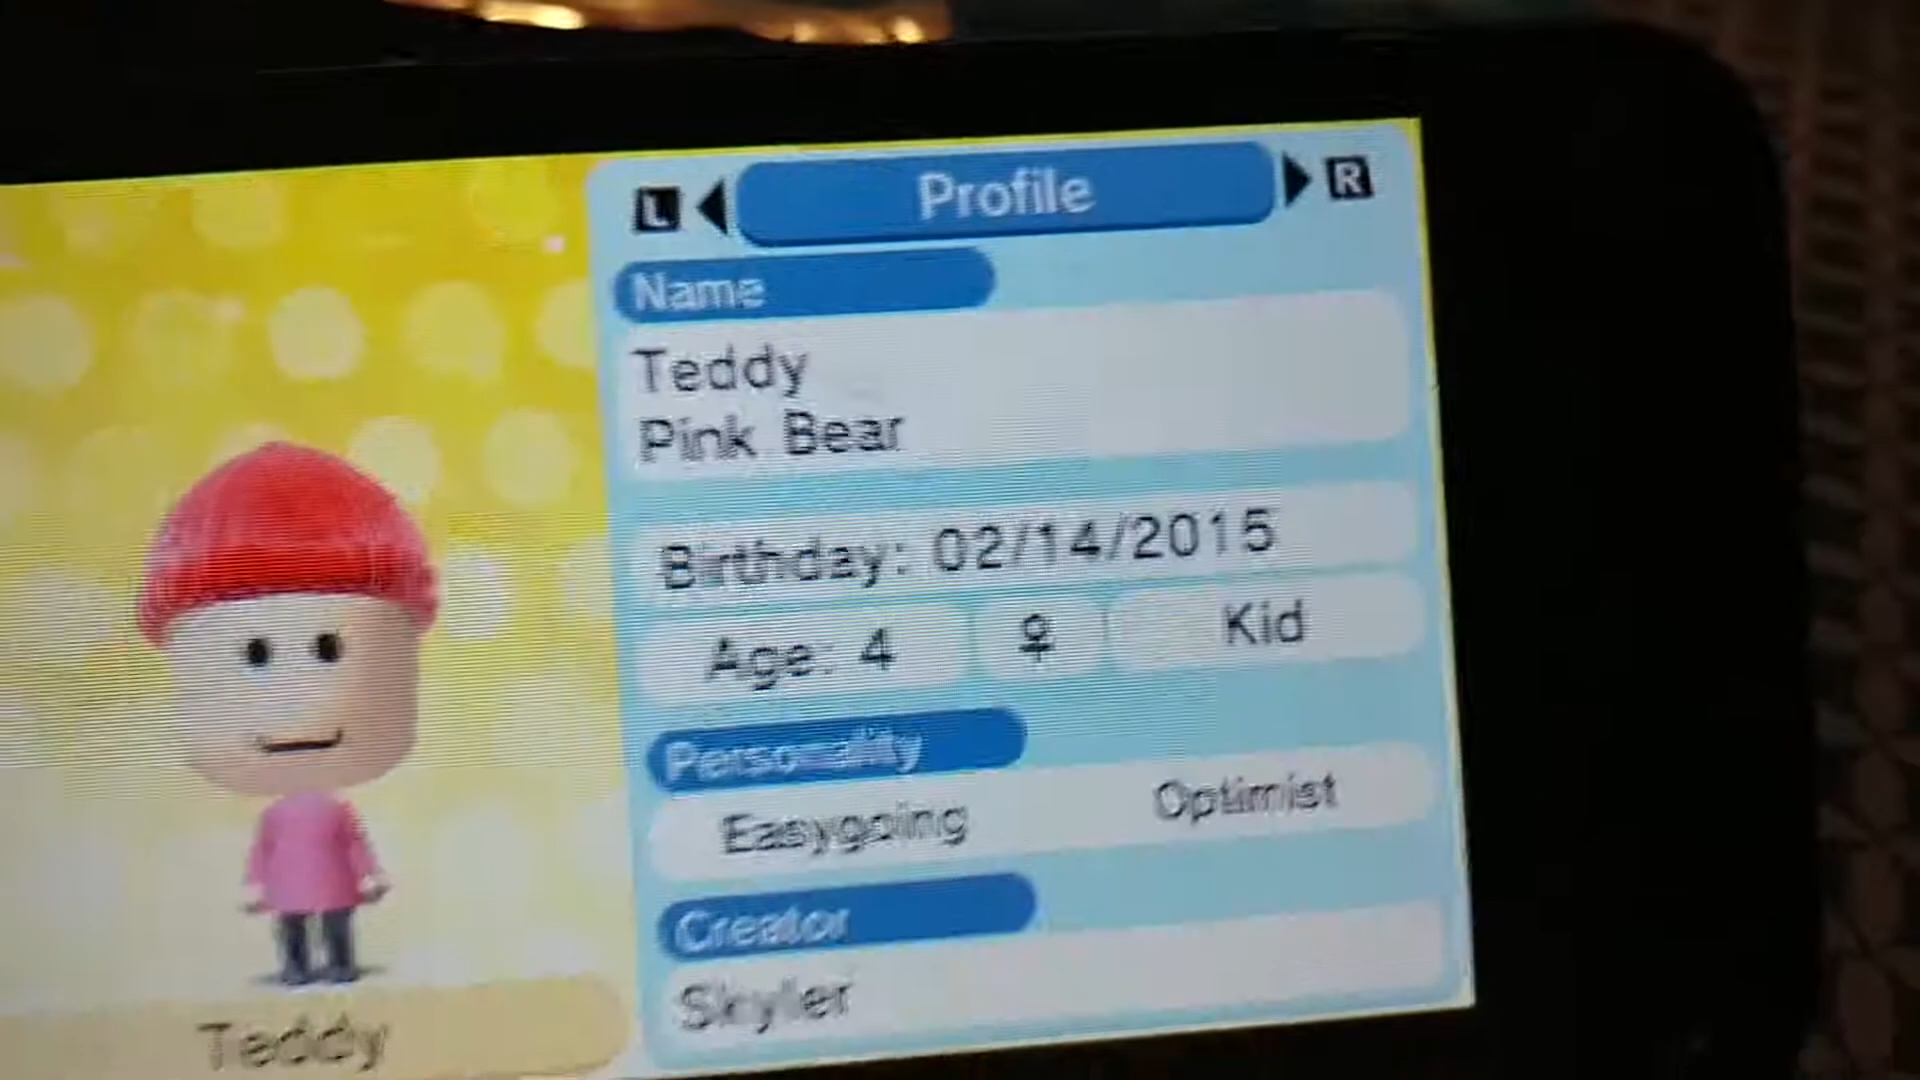 L Profile R
Name
Teddy
Pink Bear
Birthday: 02/14/2015
Age: 4 ♀ Kid
Personality
Easygoing Optimist
Creator
Skyler
Teddy